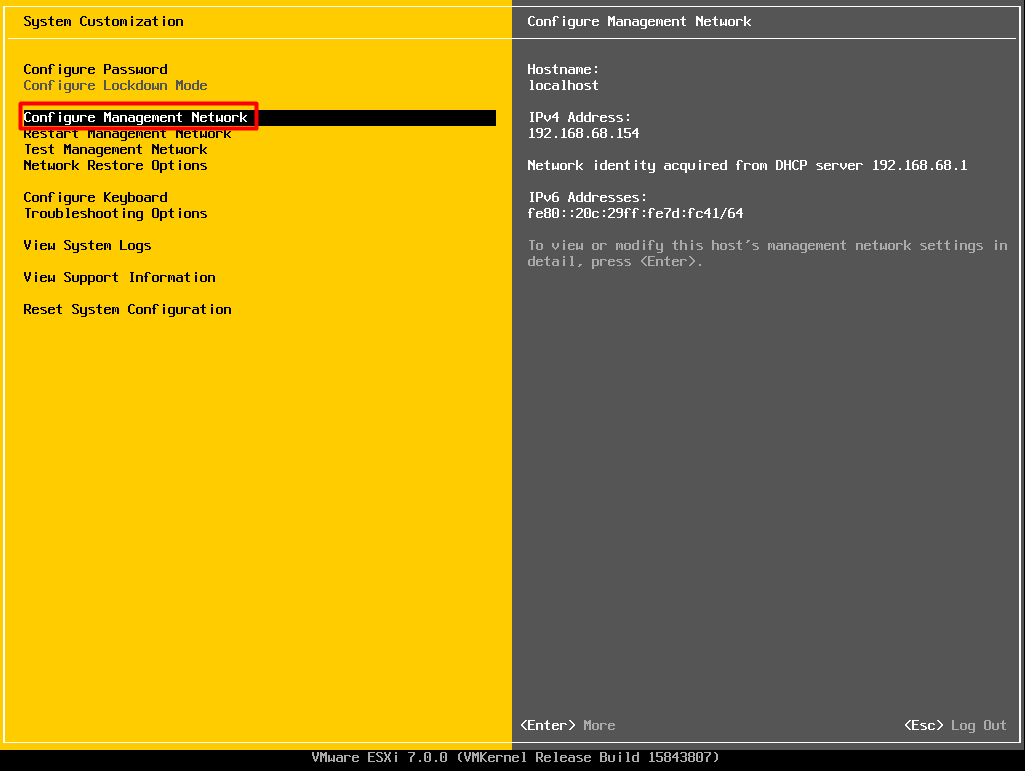 System Customization
Configure Password
Configure Lockdown Mode
Configure Management Network
Restart Management Network
Test Management Network
Network Restore Options
Configure Keyboard
Troubleshooting Options
View System Logs
View Support Information
Reset System Configuration
Configure Management Network
Hostname:
localhost
IPv4 Address:
192.168.68.154
Network identity acquired from DHCP server 192.168.68.1
IPv6 Addresses:
fe80::20c:29ff:fe7d:fc41/64
To view or modify this host's management network settings in
detail, press <Enter>.
<Enter> More
<Esc> Log Out
VMware ESXi 7.0.0 (VMKernel Release Build 15843807)